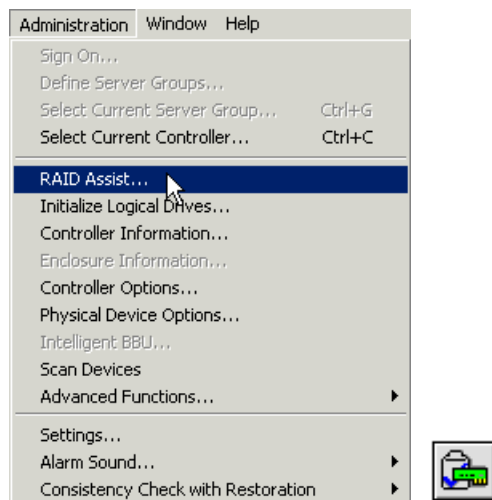 Administration Window Help
Sign On...
Define Server Groups...
Select Current Server Group... Ctrl+G
Select Current Controller... Ctrl+C
RAID Assist...
Initialize Logical Drives...
Controller Information...
Enclosure Information...
Controller Options...
Physical Device Options...
Intelligent BBU...
Scan Devices
Advanced Functions...
Settings...
Alarm Sound...
Consistency Check with Restoration